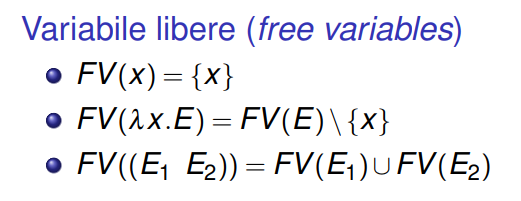 Variabile libere (free variables)
FV(x) = {x}
FV(λx.E) = FV(E) \ {x}
FV((E₁ E₂)) = FV(E₁) ∪ FV(E₂)